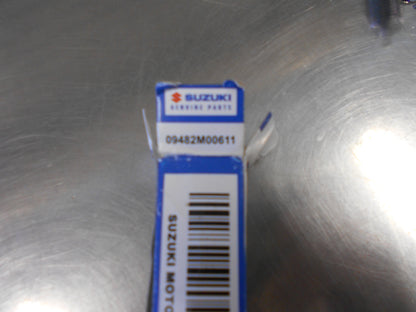 SUZUKI
GENUINE PARTS
09482M00611
SUZUKI MOTO